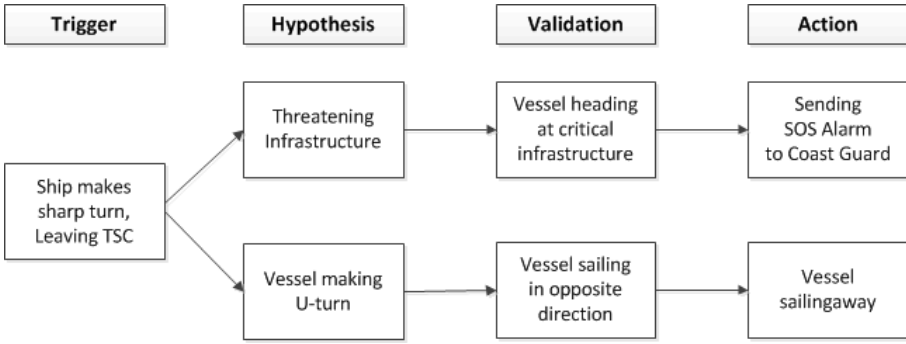 Trigger
Hypothesis
Validation
Action
Ship makes
sharp turn,
Leaving TSC
Threatening
Infrastructure
Vessel heading
at critical
infrastructure
Sending
SOS Alarm
to Coast Guard
Vessel making
U-turn
Vessel sailing
in opposite
direction
Vessel
sailingaway